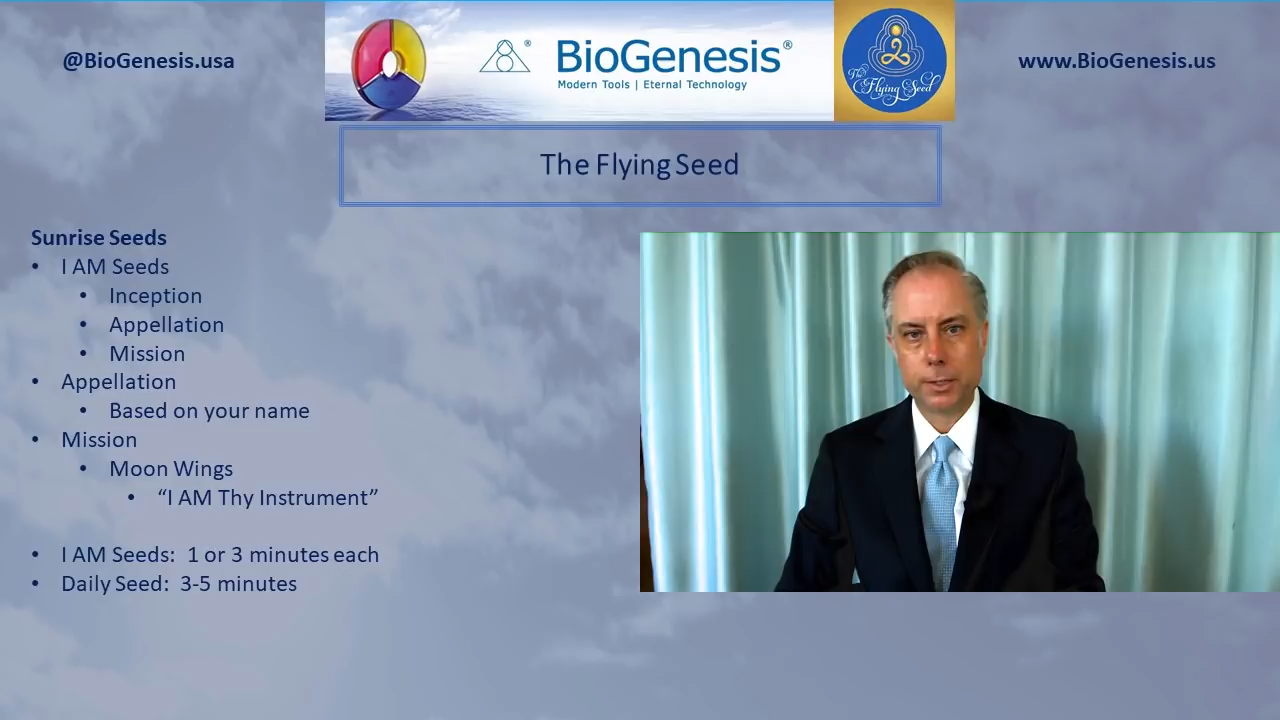 @BioGenesis.usa
BioGenesis®
®
Modern Tools | Eternal Technology
The Flying Seed
www.BioGenesis.us
The Flying Seed
Sunrise Seeds
• I AM Seeds
• Inception
• Appellation
• Mission
• Appellation
• Based on your name
• Mission
• Moon Wings
• “I AM Thy Instrument”
• I AM Seeds: 1 or 3 minutes each
• Daily Seed: 3-5 minutes